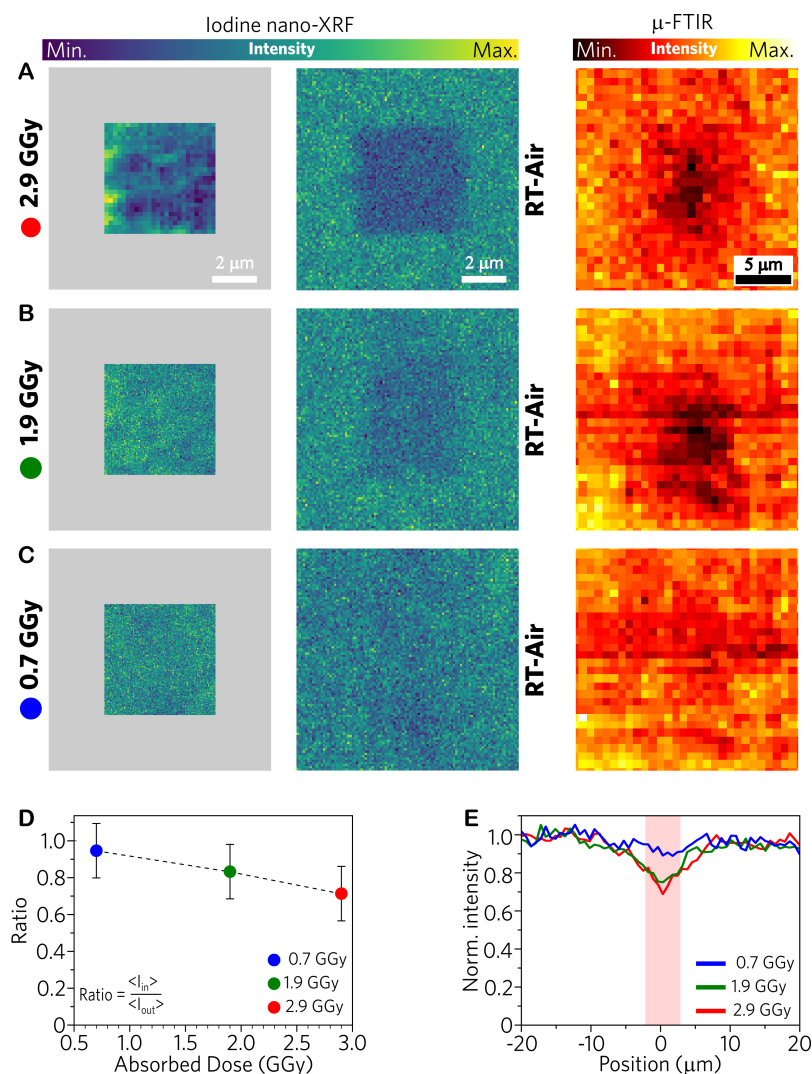 Iodine nano-XRF
μ-FTIR
Min. Intensity Max.
Min. Intensity Max.
A
2.9 GGy
2 μm
2 μm
RT-Air
5 μm
B
1.9 GGy
RT-Air
C
0.7 GGy
RT-Air
D
1.0
0.8
0.6
0.4
0.2
0
Ratio
Ratio = <I_in> / <I_out>
0.7 GGy
1.9 GGy
2.9 GGy
0.5 1.0 1.5 2.0 2.5 3.0
Absorbed Dose (GGy)
E
1.0
0.9
0.8
0.7
0.6
0
Norm. intensity
0.7 GGy
1.9 GGy
2.9 GGy
-20 -10 0 10 20
Position (μm)